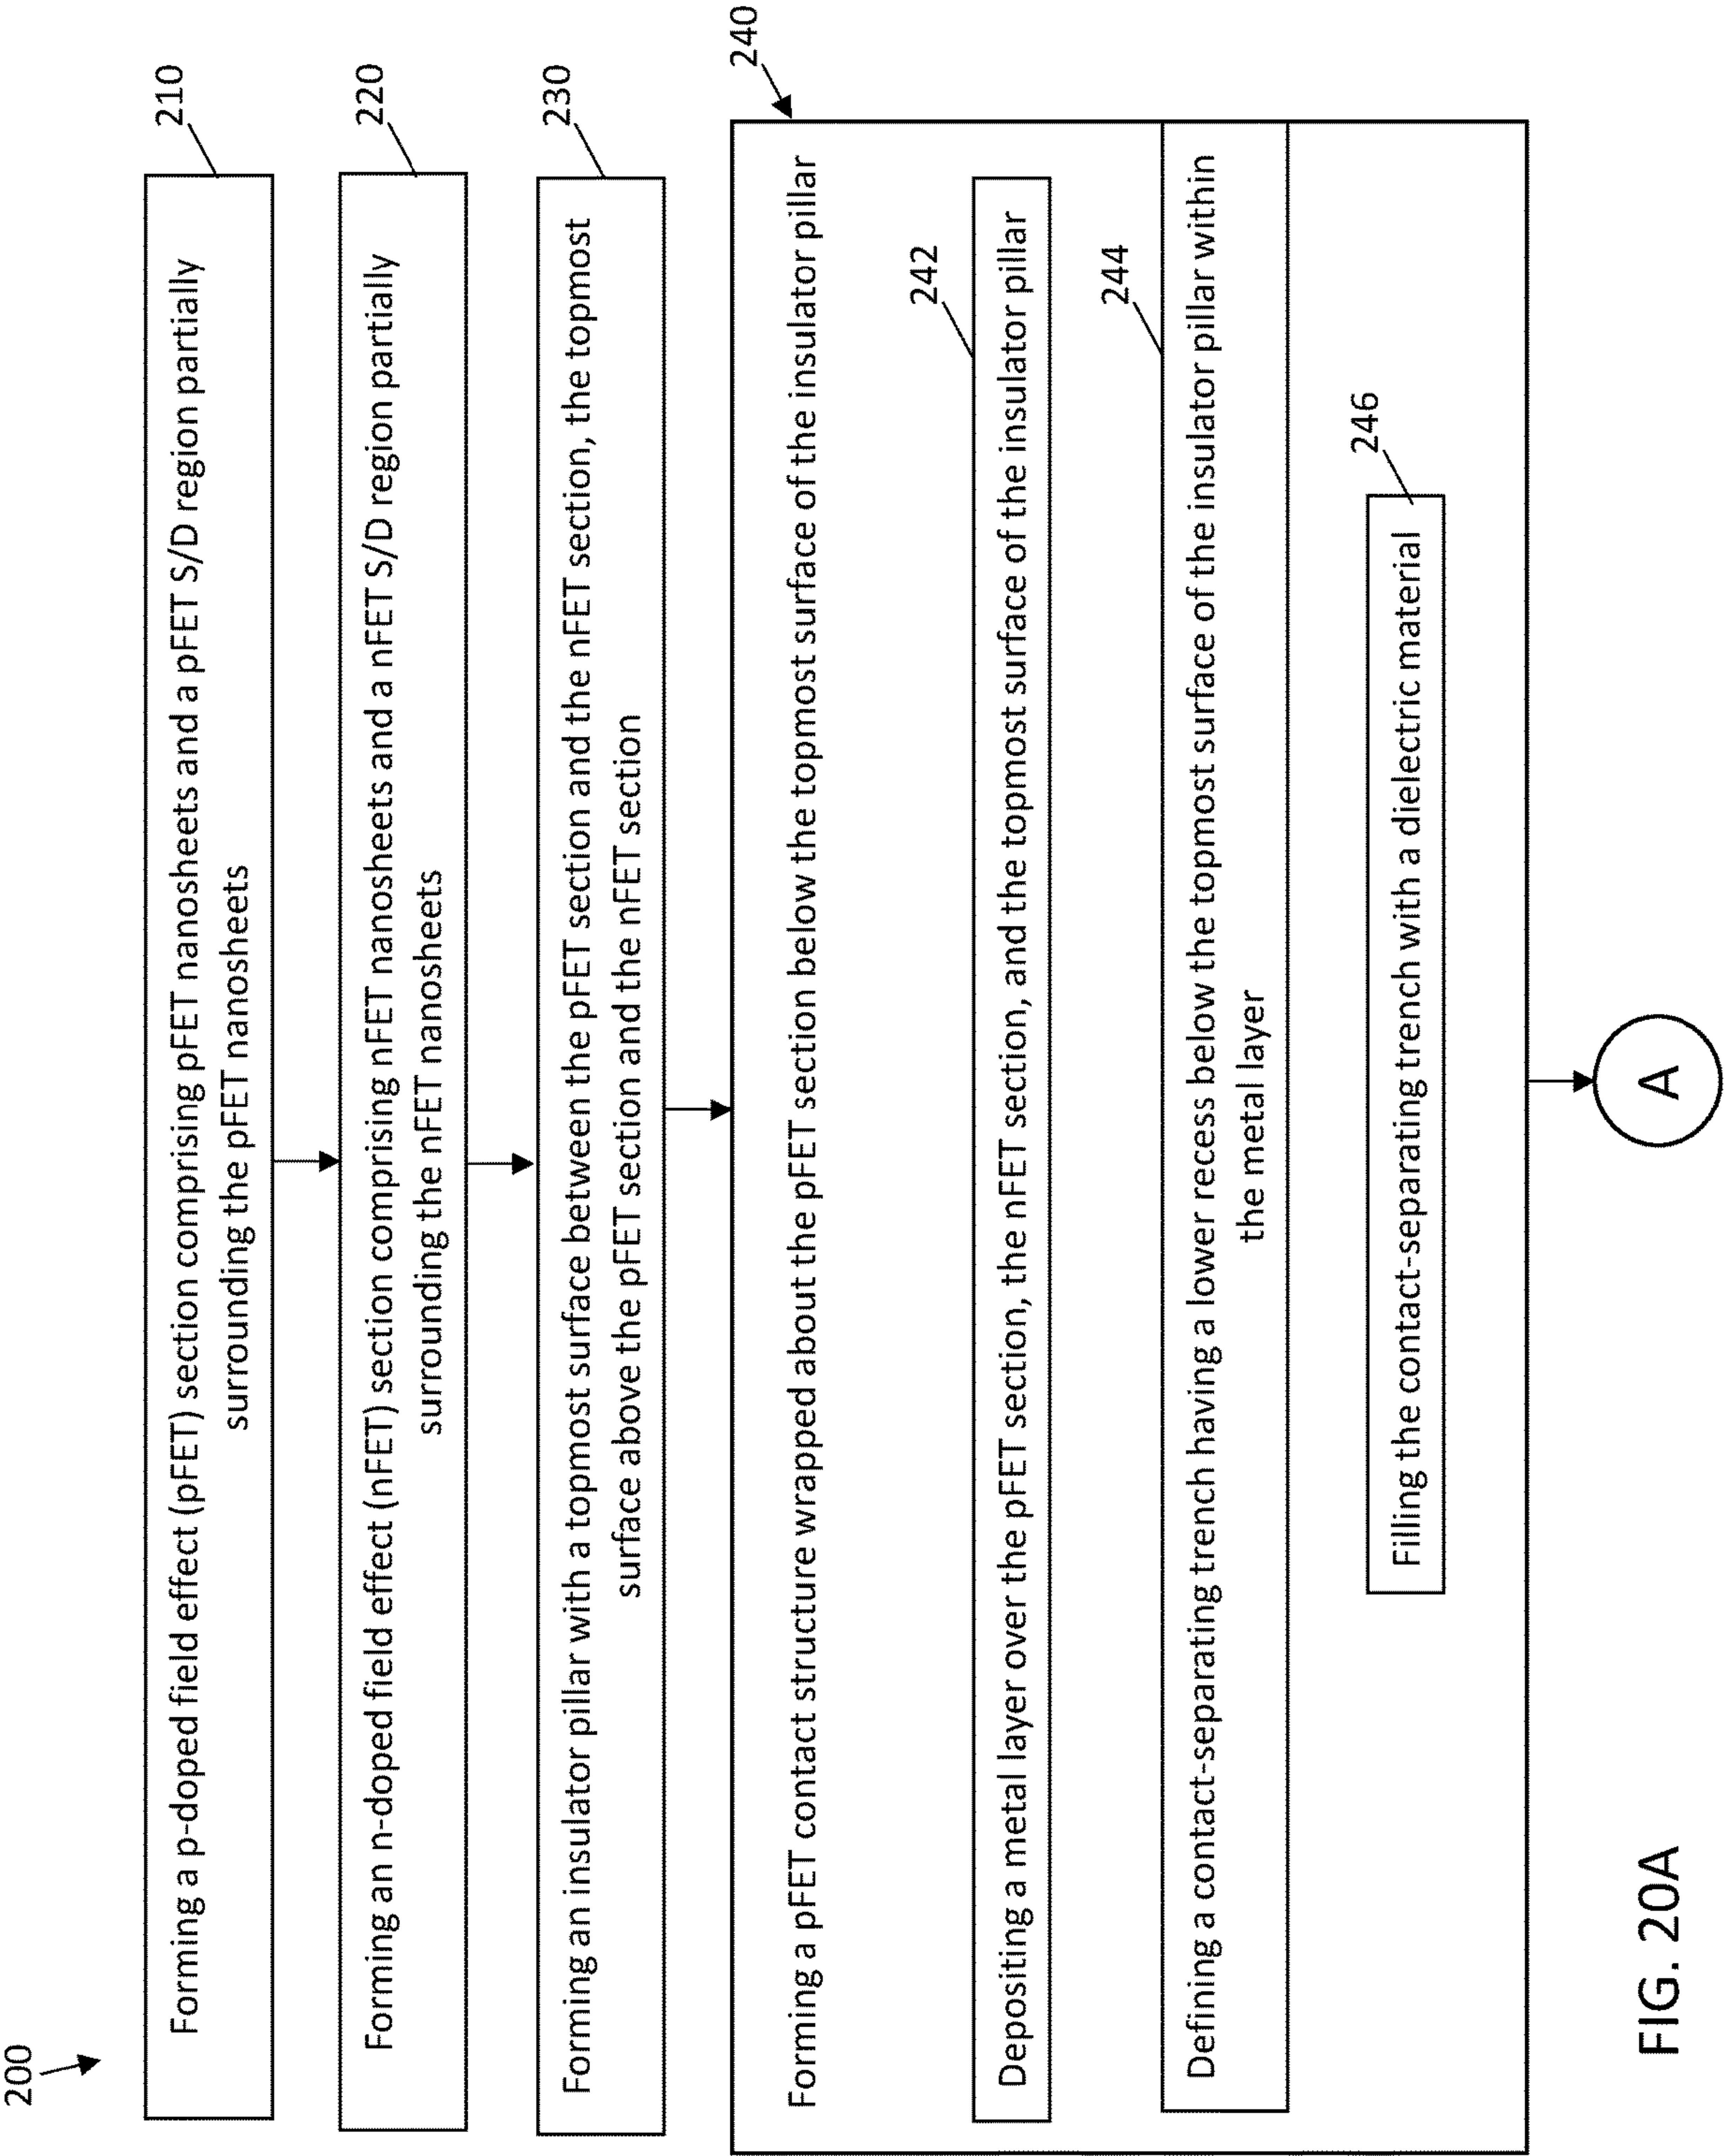 200
210
Forming a p-doped field effect (pFET) section comprising pFET nanosheets and a pFET S/D region partially
surrounding the pFET nanosheets
220
Forming an n-doped field effect (nFET) section comprising nFET nanosheets and a nFET S/D region partially
surrounding the nFET nanosheets
230
Forming an insulator pillar with a topmost surface between the pFET section and the nFET section, the topmost
surface above the pFET section and the nFET section
240
Forming a pFET contact structure wrapped about the pFET section below the topmost surface of the insulator pillar
242
Depositing a metal layer over the pFET section, the nFET section, and the topmost surface of the insulator pillar
244
Defining a contact-separating trench having a lower recess below the topmost surface of the insulator pillar within
the metal layer
246
Filling the contact-separating trench with a dielectric material
A
FIG. 20A